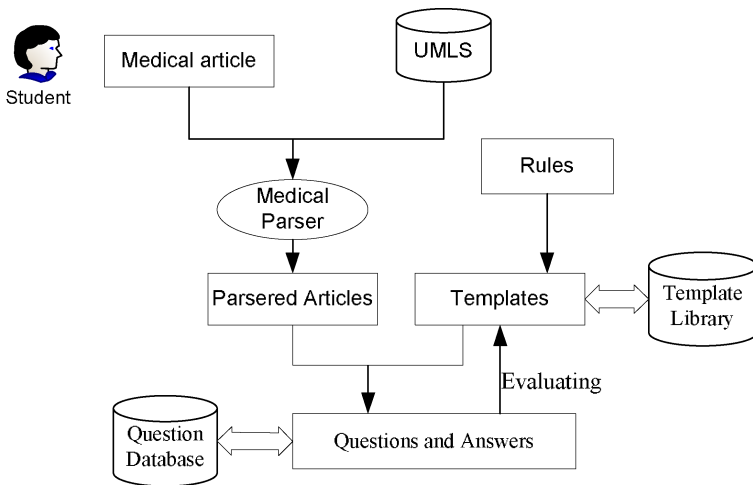 UMLS
Medical article
Student
Rules
Medical
Parser
Parsered Articles
Templates
Template
Library
Evaluating
Question
Database
Questions and Answers